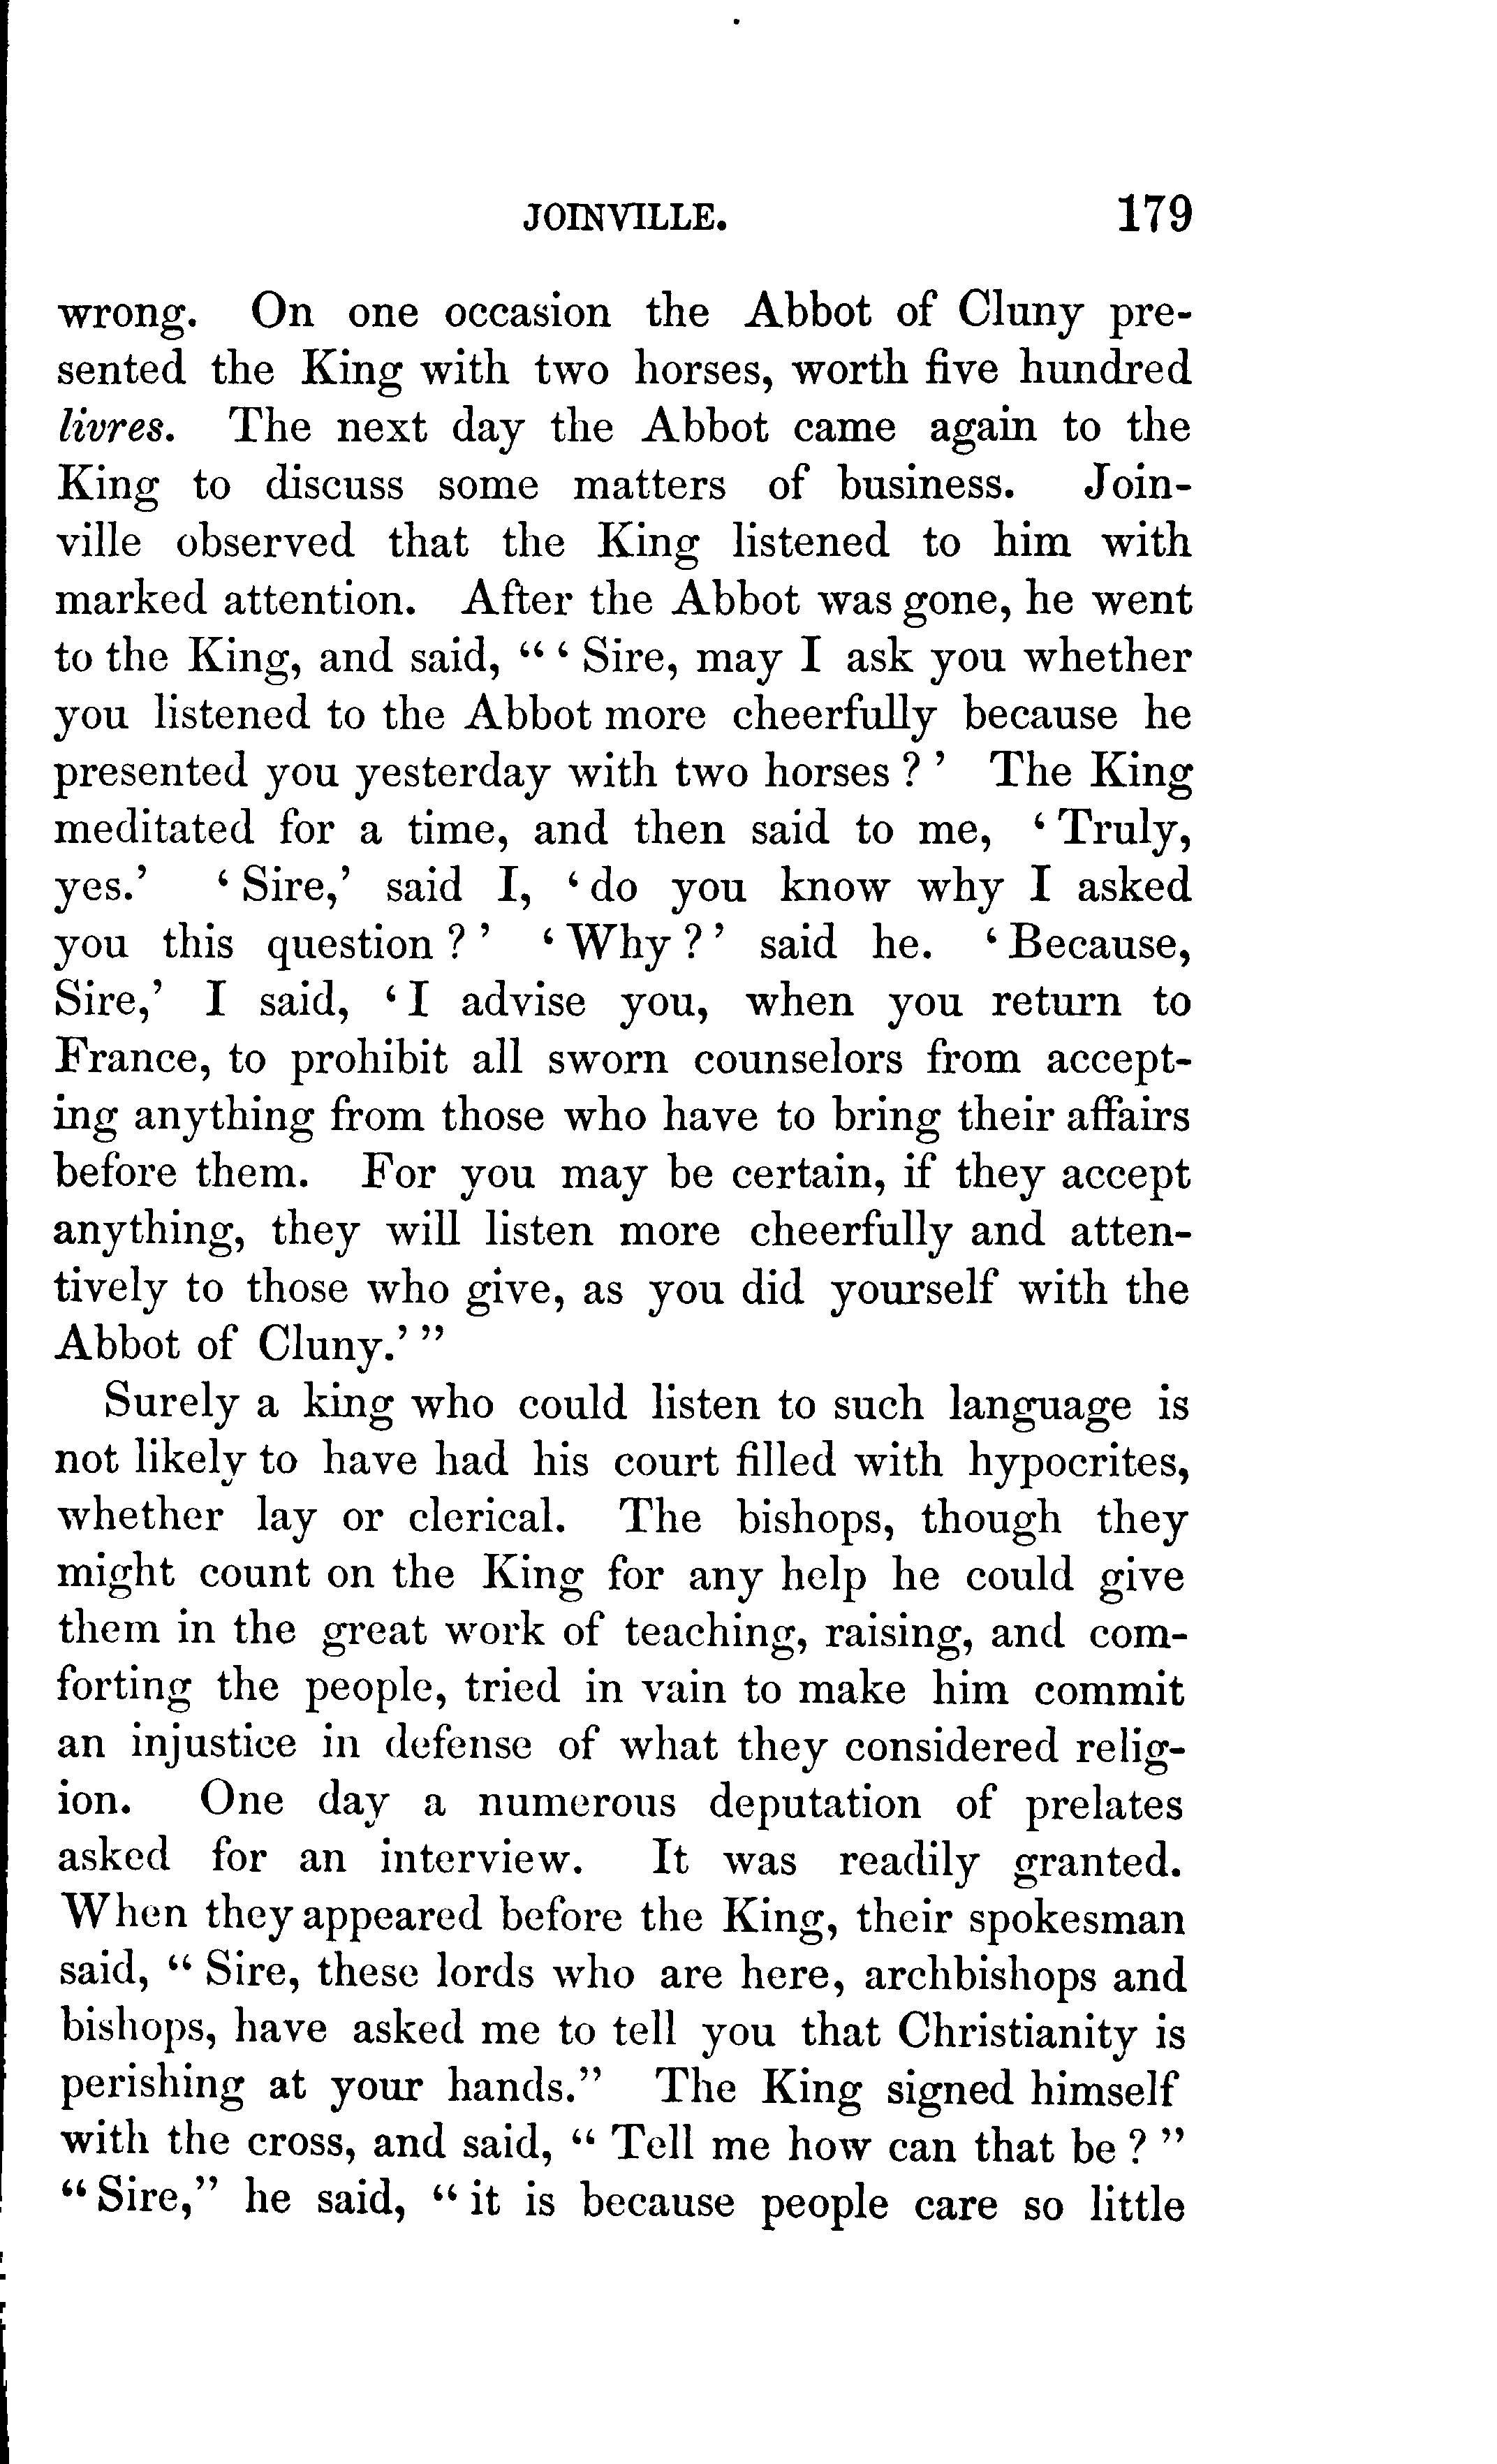 JOINVILLE. 179
wrong. On one occasion the Abbot of Cluny pre-
sented the King with two horses, worth five hundred
livres. The next day the Abbot came again to the
King to discuss some matters of business. Join-
ville observed that the King listened to him with
marked attention. After the Abbot was gone, he went
to the King, and said, “‘Sire, may I ask you whether
you listened to the Abbot more cheerfully because he
presented you yesterday with two horses?’ The King
meditated for a time, and then said to me, ‘Truly,
yes.’ ‘Sire,’ said I, ‘do you know why I asked
you this question?’ ‘Why?’ said he. ‘Because,
Sire,’ I said, ‘I advise you, when you return to
France, to prohibit all sworn counselors from accept-
ing anything from those who have to bring their affairs
before them. For you may be certain, if they accept
anything, they will listen more cheerfully and atten-
tively to those who give, as you did yourself with the
Abbot of Cluny.’”
Surely a king who could listen to such language is
not likely to have had his court filled with hypocrites,
whether lay or clerical. The bishops, though they
might count on the King for any help he could give
them in the great work of teaching, raising, and com-
forting the people, tried in vain to make him commit
an injustice in defense of what they considered relig-
ion. One day a numerous deputation of prelates
asked for an interview. It was readily granted.
When they appeared before the King, their spokesman
said, “Sire, these lords who are here, archbishops and
bishops, have asked me to tell you that Christianity is
perishing at your hands.” The King signed himself
with the cross, and said, “Tell me how can that be?”
“Sire,” he said, “it is because people care so little